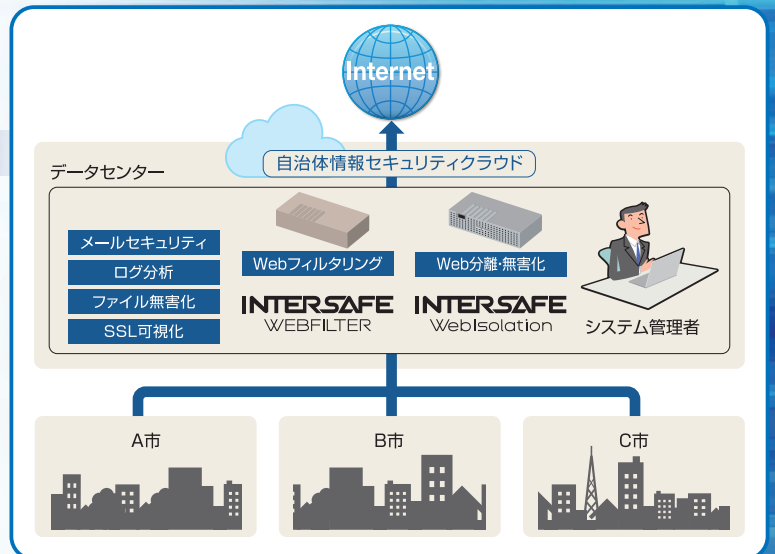 Internet
自治体情報セキュリティクラウド
データセンター
メールセキュリティ
ログ分析
ファイル無害化
SSL可視化
Webフィルタリング
INTERSAFE
WEBFILTER
Web分離・無害化
INTERSAFE
WebIsolation
システム管理者
A市
B市
C市